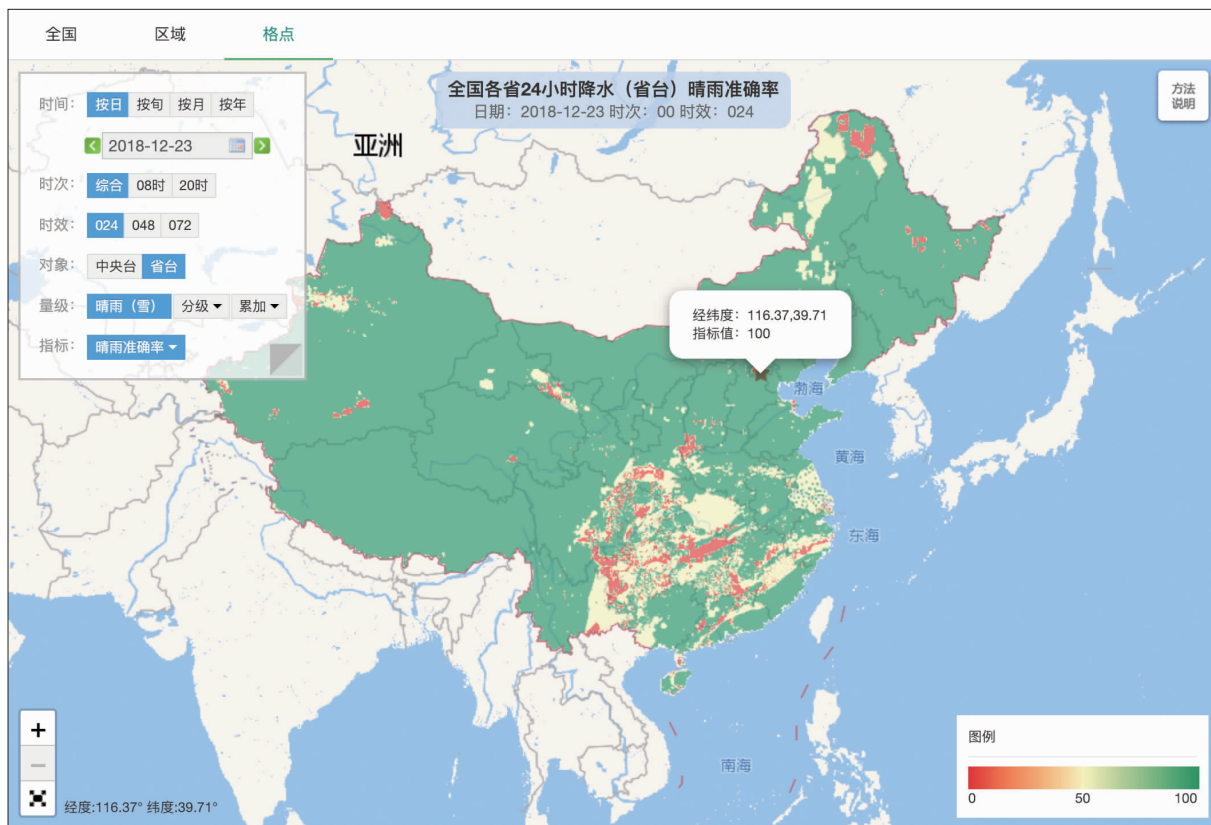 全国 区域 格点
时间: 按日 按旬 按月 按年
2018-12-23
时次: 综合 08时 20时
时效: 024 048 072
对象: 中央台 省台
量级: 晴雨（雪） 分级 累加
指标: 晴雨准确率
全国各省24小时降水（省台）晴雨准确率
日期：2018-12-23 时次：00 时效：024
方法
说明
亚洲
经纬度：116.37,39.71
指标值：100
渤海
黄海
东海
南海
+
−
经度:116.37° 纬度:39.71°
图例
0 50 100